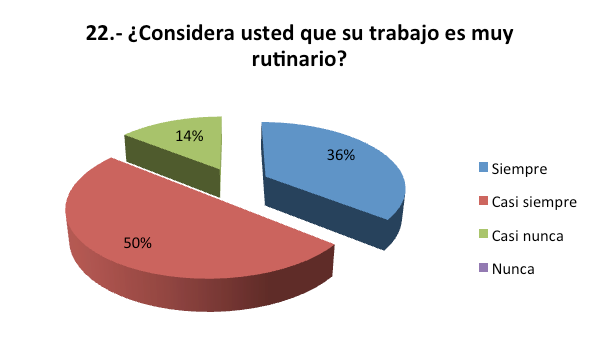 22.- ¿Considera usted que su trabajo es muy
rutinario?
14%
36%
50%
Siempre
Casi siempre
Casi nunca
Nunca